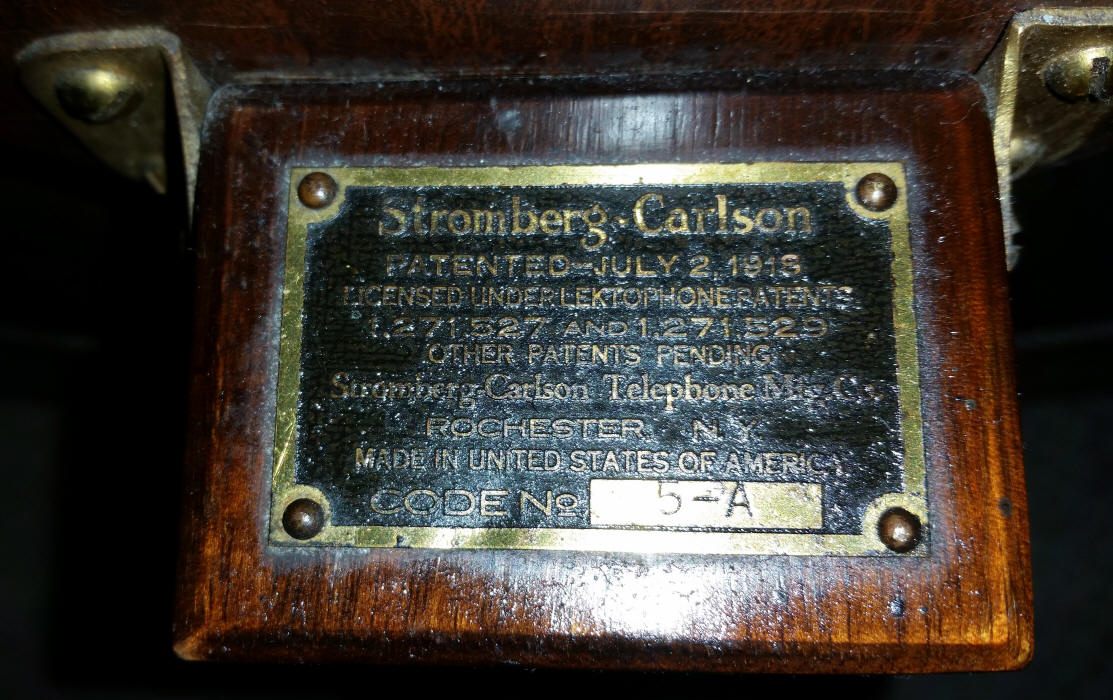 Stromberg-Carlson
PATENTED-JULY 2, 1918
LICENSED UNDER LEKTOPHONE PATENTS
1,271,527 AND 1,271,529
OTHER PATENTS PENDING
Stromberg-Carlson Telephone Mfg. Co.
ROCHESTER N Y
MADE IN UNITED STATES OF AMERICA
CODE No 5-A